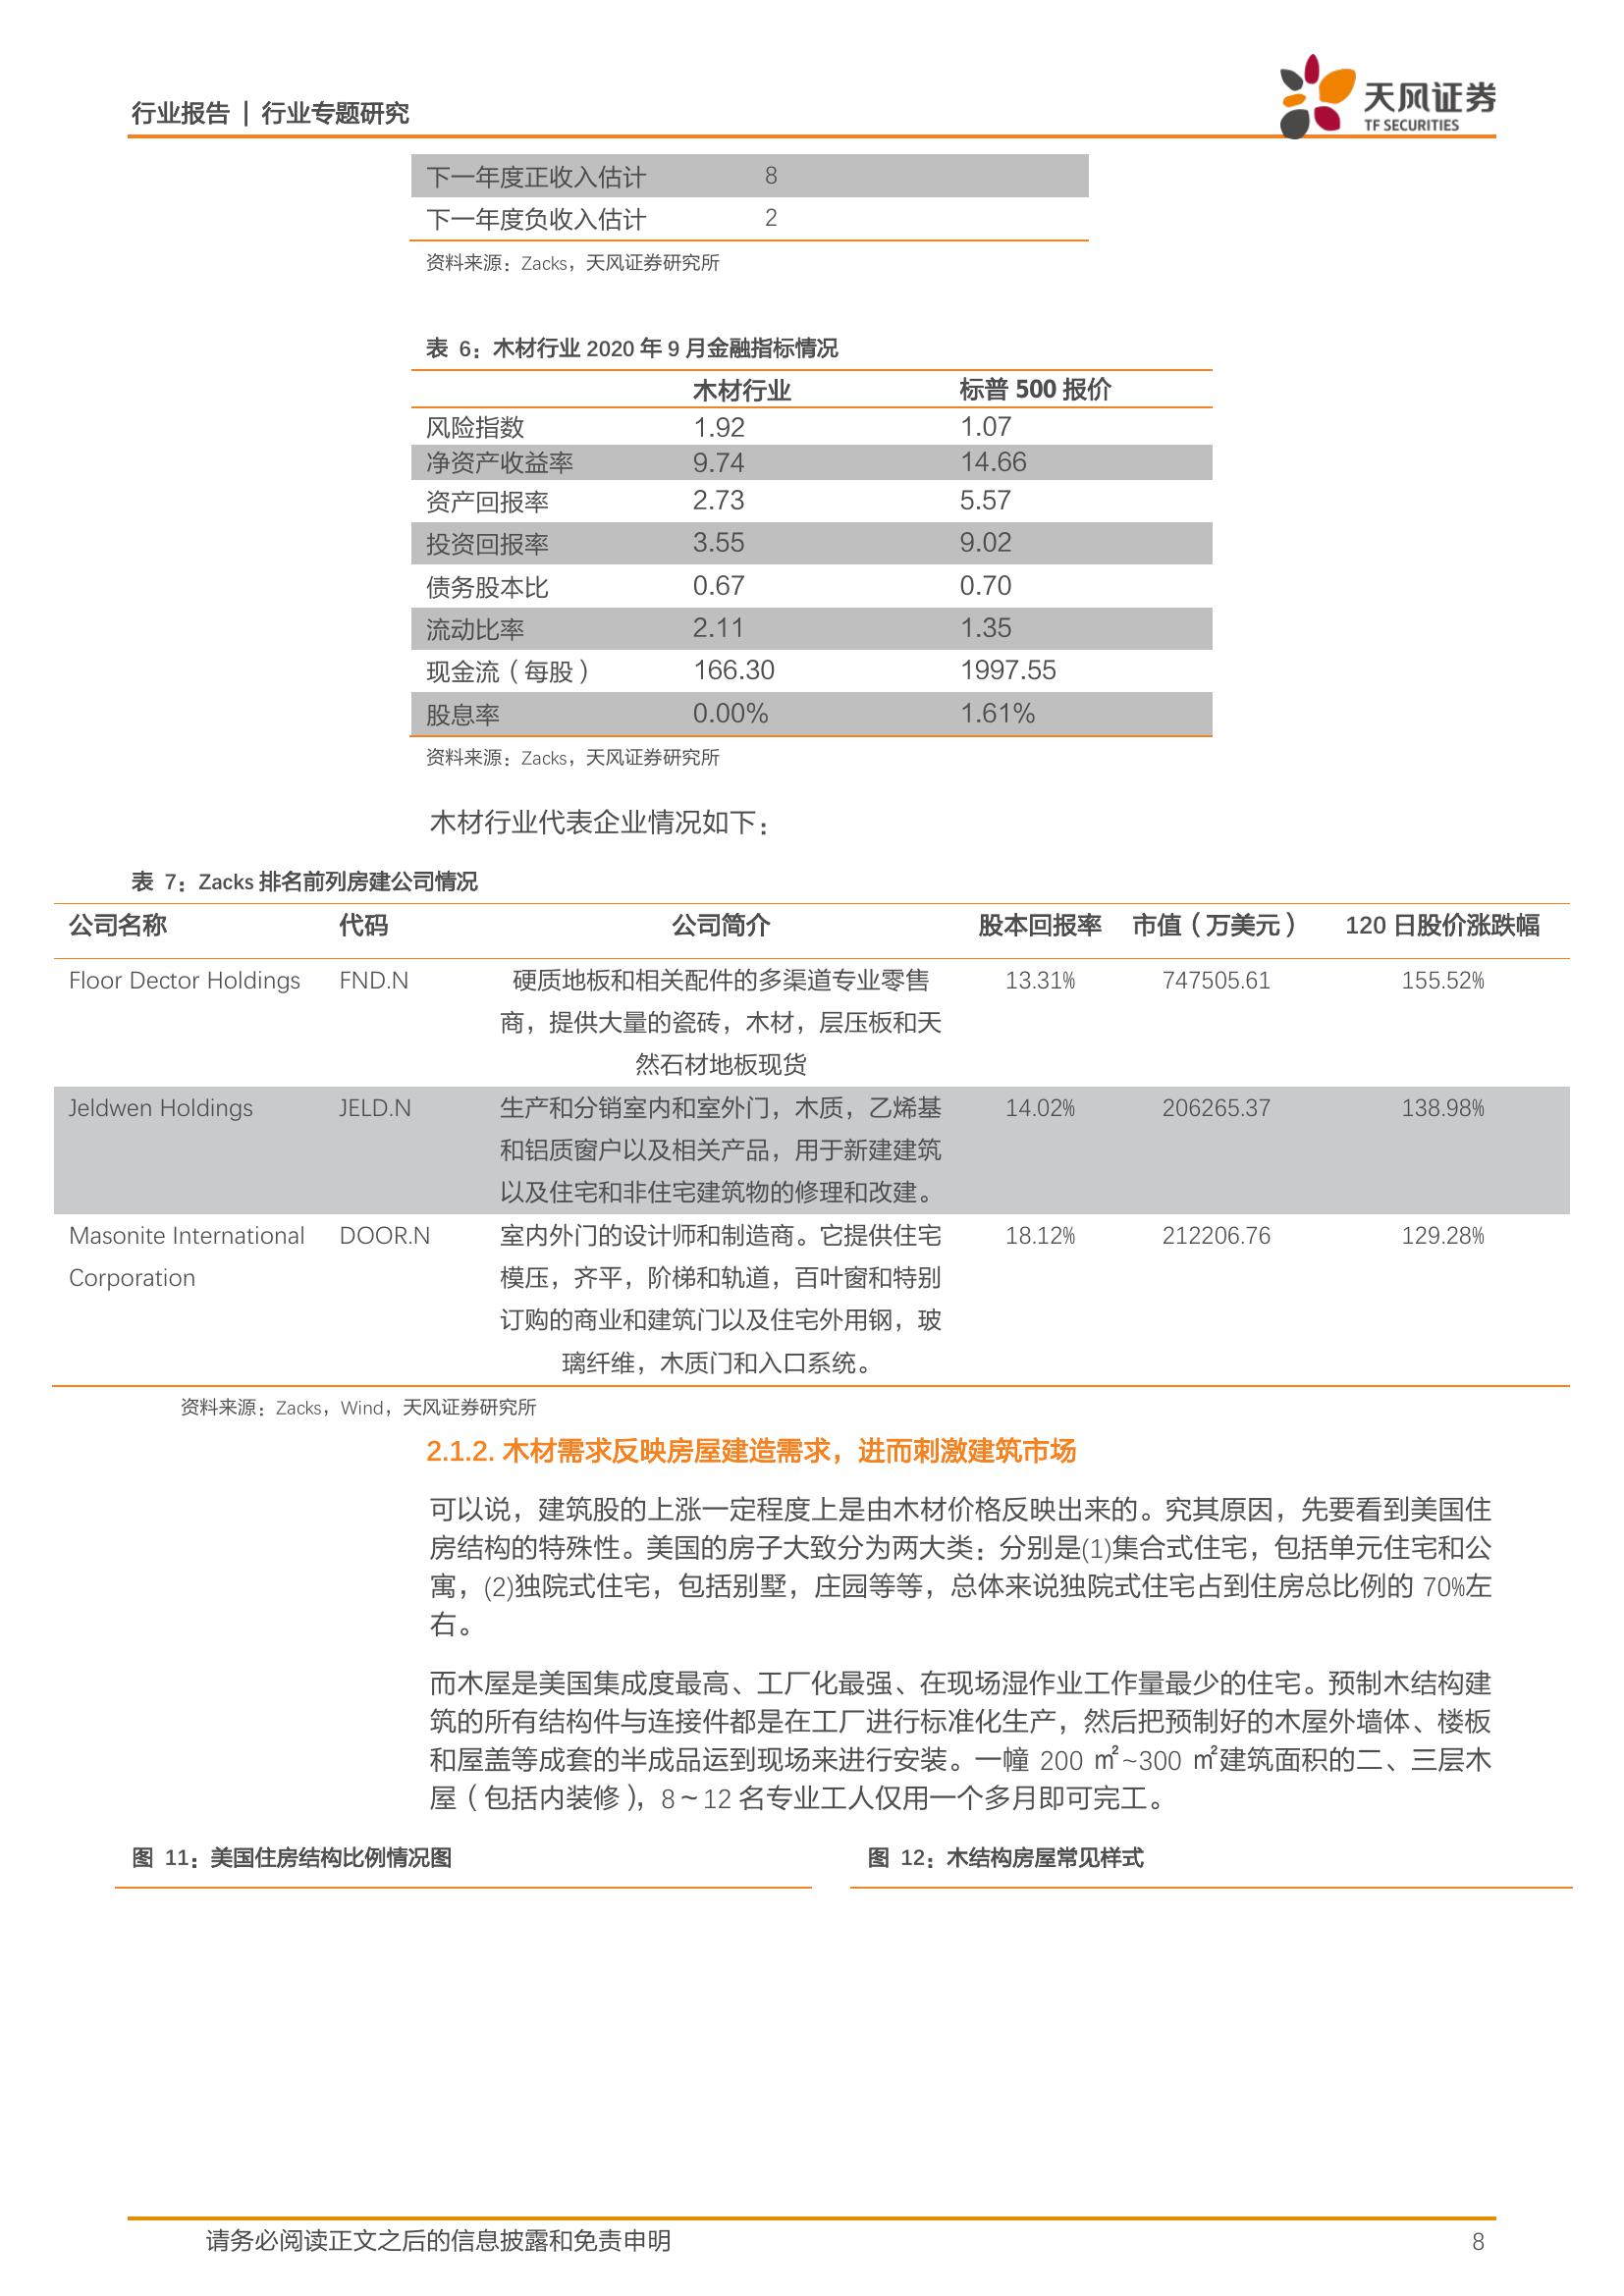 行业报告 | 行业专题研究
天风证券
TF SECURITIES
下一年度正收入估计 8
下一年度负收入估计 2
资料来源：Zacks，天风证券研究所
表 6：木材行业 2020 年 9 月金融指标情况
木材行业 标普 500 报价
风险指数 1.92 1.07
净资产收益率 9.74 14.66
资产回报率 2.73 5.57
投资回报率 3.55 9.02
债务股本比 0.67 0.70
流动比率 2.11 1.35
现金流（每股） 166.30 1997.55
股息率 0.00% 1.61%
资料来源：Zacks，天风证券研究所
木材行业代表企业情况如下：
表 7：Zacks 排名前列房建公司情况
公司名称 代码 公司简介 股本回报率 市值（万美元） 120 日股价涨跌幅
Floor Dector Holdings FND.N 硬质地板和相关配件的多渠道专业零售 13.31% 747505.61 155.52%
商，提供大量的瓷砖，木材，层压板和天
然石材地板现货
Jeldwen Holdings JELD.N 生产和分销室内和室外门，木质，乙烯基 14.02% 206265.37 138.98%
和铝质窗户以及相关产品，用于新建建筑
以及住宅和非住宅建筑物的修理和改建。
Masonite International DOOR.N 室内外门的设计师和制造商。它提供住宅 18.12% 212206.76 129.28%
Corporation 模压，齐平，阶梯和轨道，百叶窗和特别
订购的商业和建筑门以及住宅外用钢，玻
璃纤维，木质门和入口系统。
资料来源：Zacks，Wind，天风证券研究所
2.1.2. 木材需求反映房屋建造需求，进而刺激建筑市场
可以说，建筑股的上涨一定程度上是由木材价格反映出来的。究其原因，先要看到美国住
房结构的特殊性。美国的房子大致分为两大类：分别是(1)集合式住宅，包括单元住宅和公
寓，(2)独院式住宅，包括别墅，庄园等等，总体来说独院式住宅占到住房总比例的 70%左
右。
而木屋是美国集成度最高、工厂化最强、在现场湿作业工作量最少的住宅。预制木结构建
筑的所有结构件与连接件都是在工厂进行标准化生产，然后把预制好的木屋外墙体、楼板
和屋盖等成套的半成品运到现场来进行安装。一幢 200 ㎡~300 ㎡建筑面积的二、三层木
屋（包括内装修），8～12 名专业工人仅用一个多月即可完工。
图 11：美国住房结构比例情况图 图 12：木结构房屋常见样式
请务必阅读正文之后的信息披露和免责申明 8